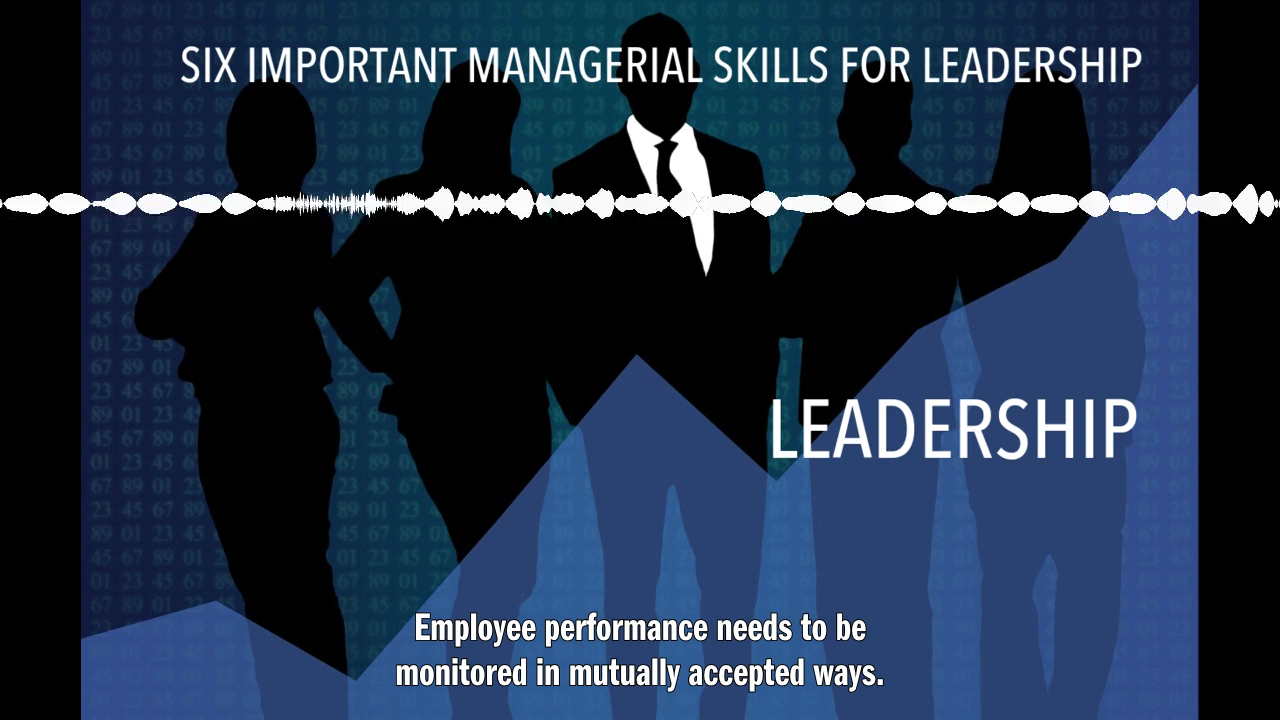 SIX IMPORTANT MANAGERIAL SKILLS FOR LEADERSHIP
LEADERSHIP
Employee performance needs to be
monitored in mutually accepted ways.